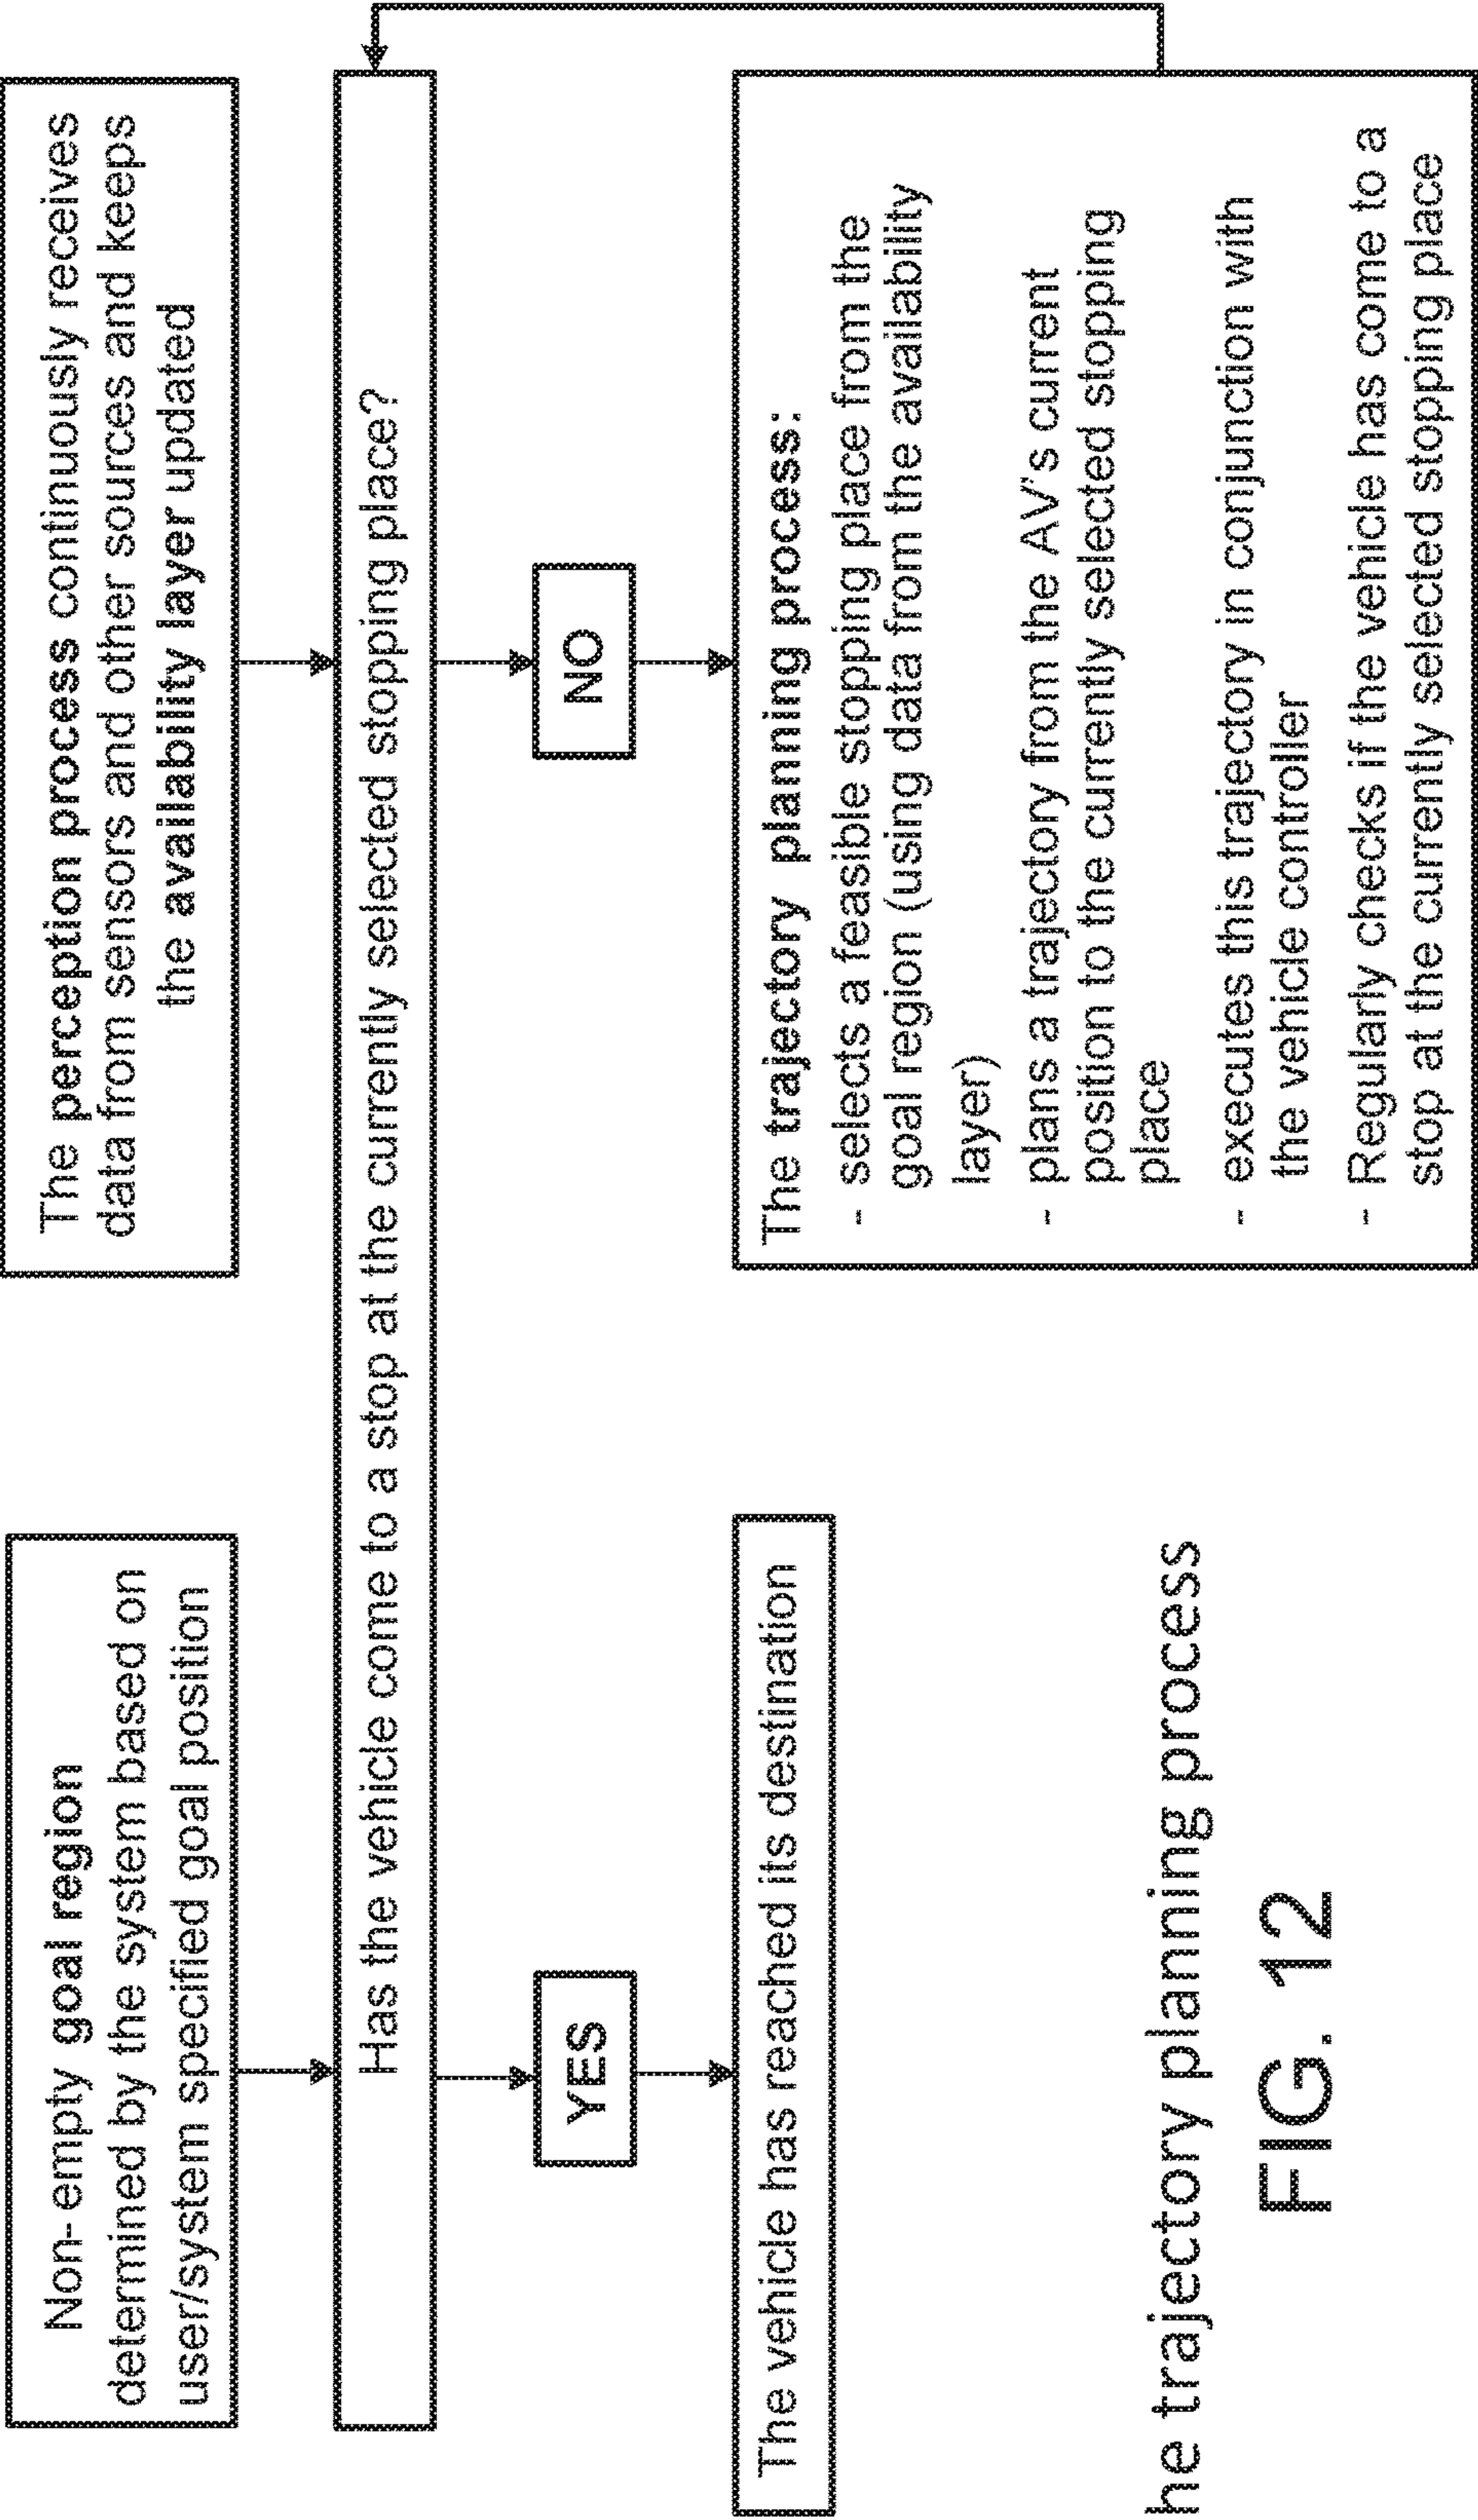 Non-empty goal region
determined by the system based on
user/system specified goal position
The perception process continuously receives
data from sensors and other sources and keeps
the availability layer updated
Has the vehicle come to a stop at the currently selected stopping place?
YES
NO
The vehicle has reached its destination
The trajectory planning process:
- selects a feasible stopping place from the
goal region (using data from the availability
layer)
- plans a trajectory from the AV's current
position to the currently selected stopping
place
- executes this trajectory in conjunction with
the vehicle controller
- Regularly checks if the vehicle has come to a
stop at the currently selected stopping place
he trajectory planning process
FIG. 12